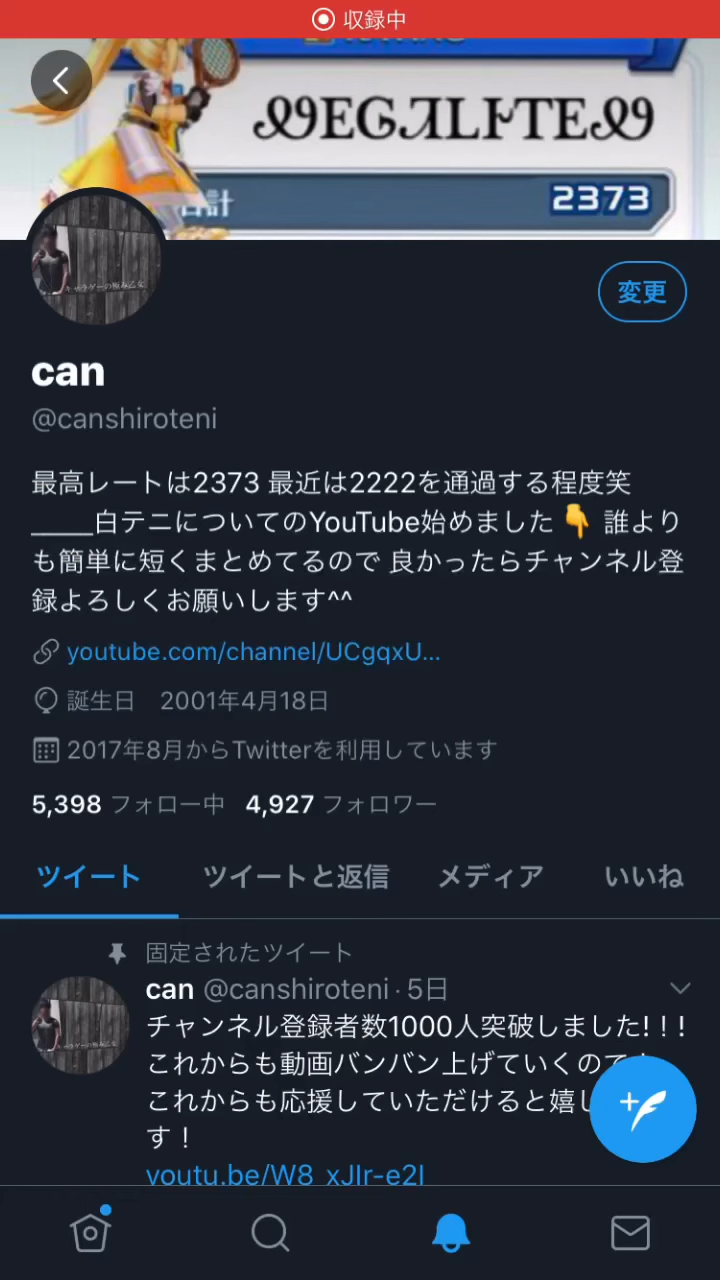 収録中
ꮺEGALITEꮺ
合計
2373
変更
can
@canshiroteni
最高レートは2373 最近は2222を通過する程度笑
_____白テニについてのYouTube始めました👇 誰より
も簡単に短くまとめてるので 良かったらチャンネル登
録よろしくお願いします^^
youtube.com/channel/UCgqxU...
誕生日 2001年4月18日
2017年8月からTwitterを利用しています
5,398 フォロー中 4,927 フォロワー
ツイート ツイートと返信 メディア いいね
固定されたツイート
can @canshiroteni · 5日
チャンネル登録者数1000人突破しました!!!
これからも動画バンバン上げていくので
これからも応援していただけると嬉し
す！
youtu.be/W8_xJIr-e2I